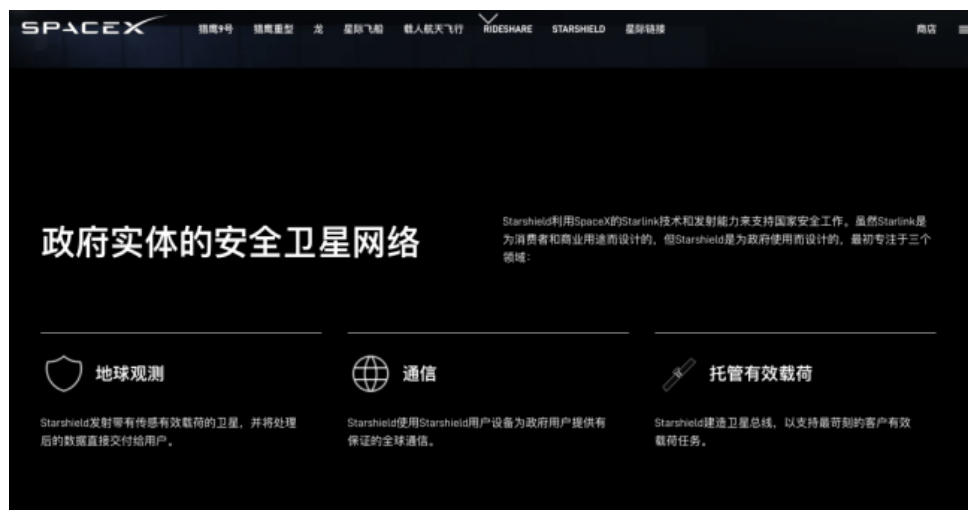 SPACEX 猎鹰9号 猎鹰重型 龙 星际飞船 载人航天飞行 RIDESHARE STARSHIELD 星际链接 商店
政府实体的安全卫星网络
Starshield利用SpaceX的Starlink技术和发射能力来支持国家安全工作。虽然Starlink是
为消费者和商业用途而设计的，但Starshield是为政府使用而设计的，最初专注于三个
领域：
地球观测
Starshield发射带有传感有效载荷的卫星，并将处理
后的数据直接交付给用户。
通信
Starshield使用Starshield用户设备为政府用户提供有
保证的全球通信。
托管有效载荷
Starshield建造卫星总线，以支持最苛刻的客户有效
载荷任务。